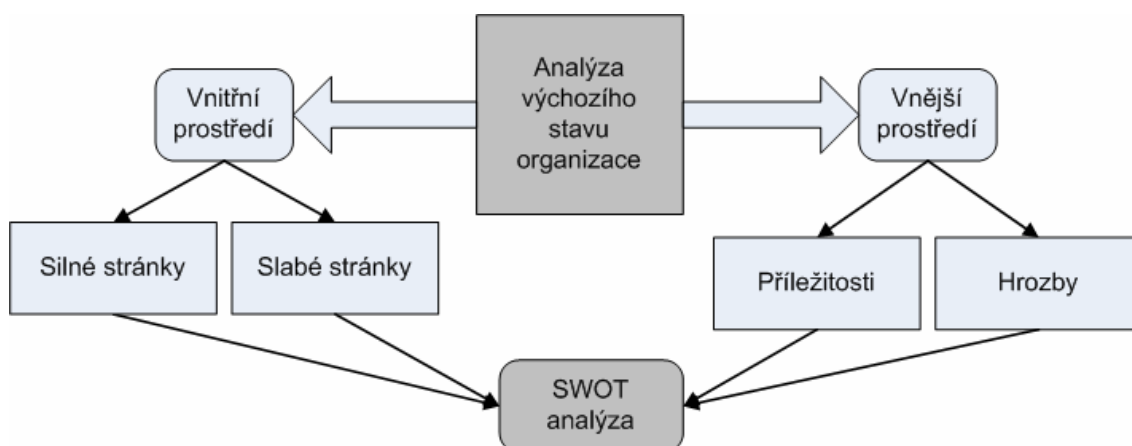 Analýza
výchozího
stavu
organizace
Vnitřní
prostředí
Vnější
prostředí
Silné stránky
Slabé stránky
Příležitosti
Hrozby
SWOT
analýza